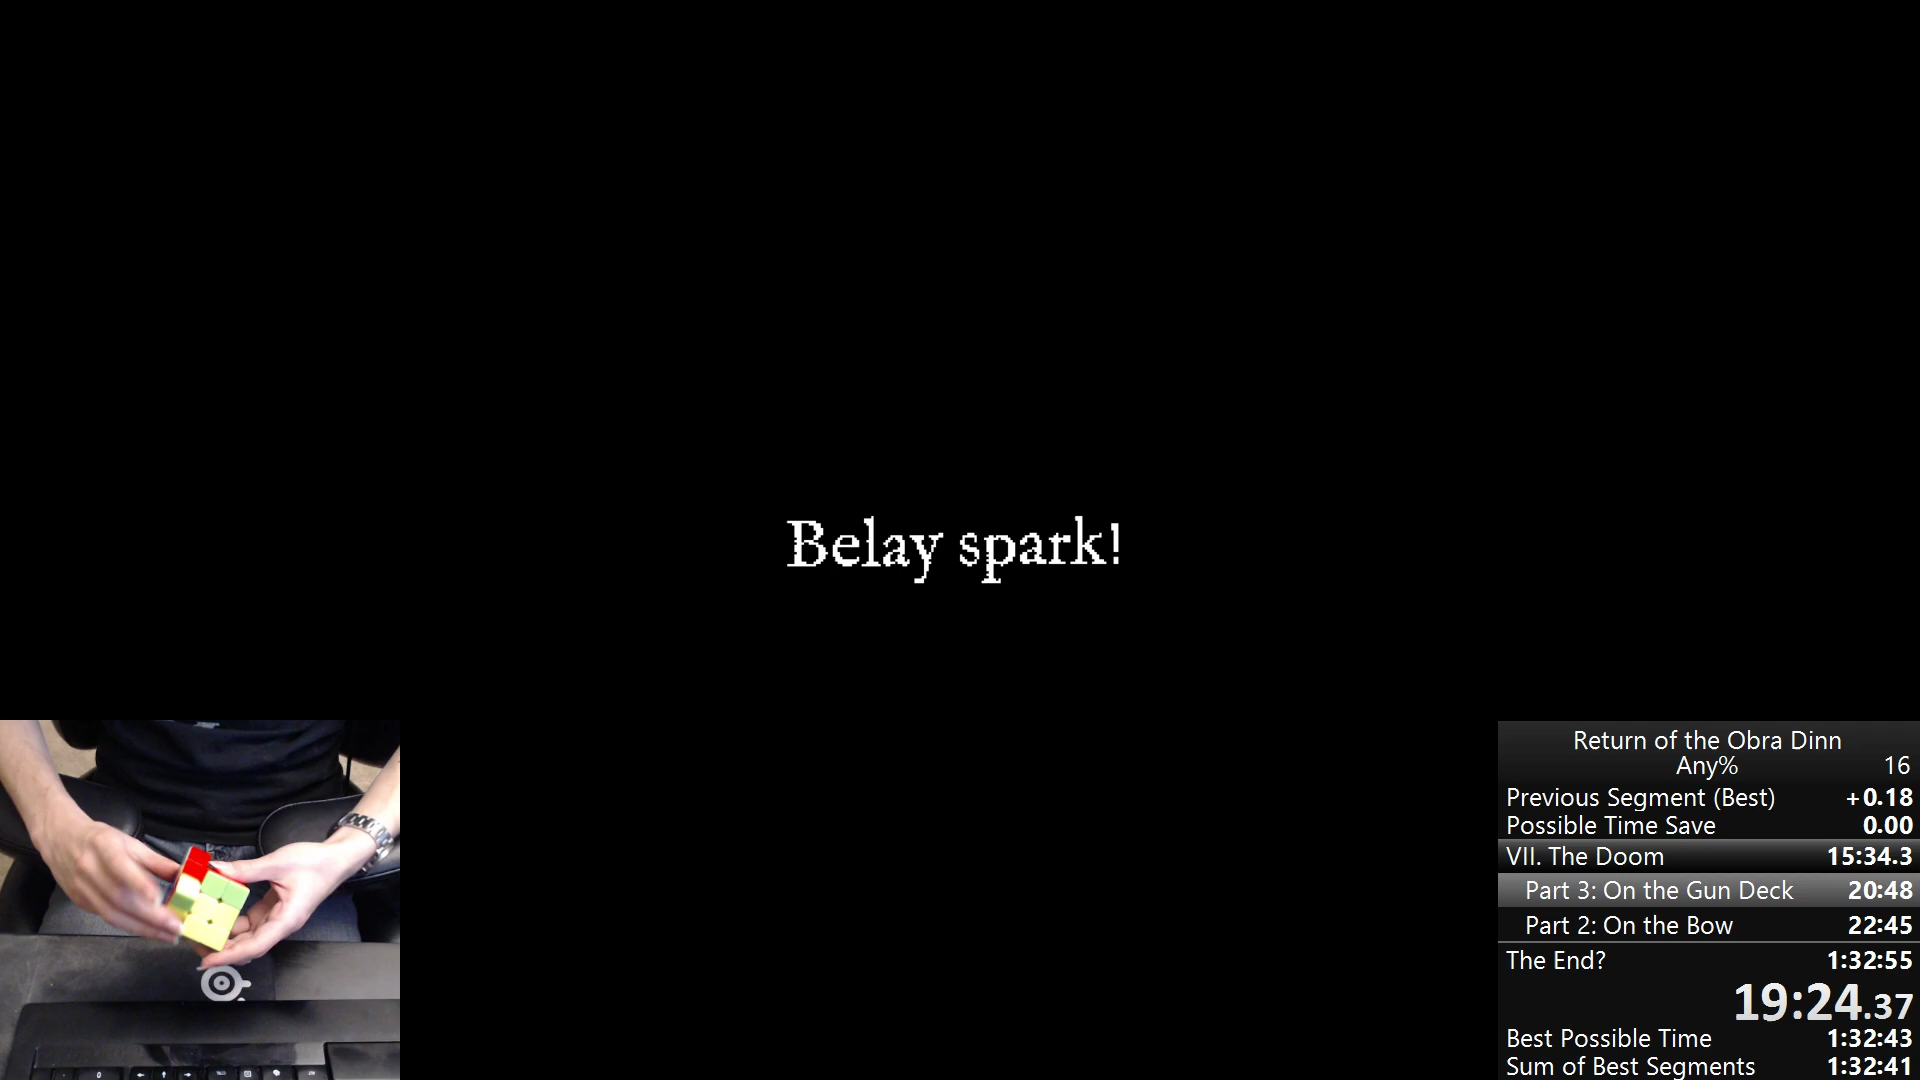 Belay spark!
Return of the Obra Dinn
Any% 16
Previous Segment (Best) +0.18
Possible Time Save 0.00
VII. The Doom 15:34.3
Part 3: On the Gun Deck 20:48
Part 2: On the Bow 22:45
The End? 1:32:55
19:24.37
Best Possible Time 1:32:43
Sum of Best Segments 1:32:41